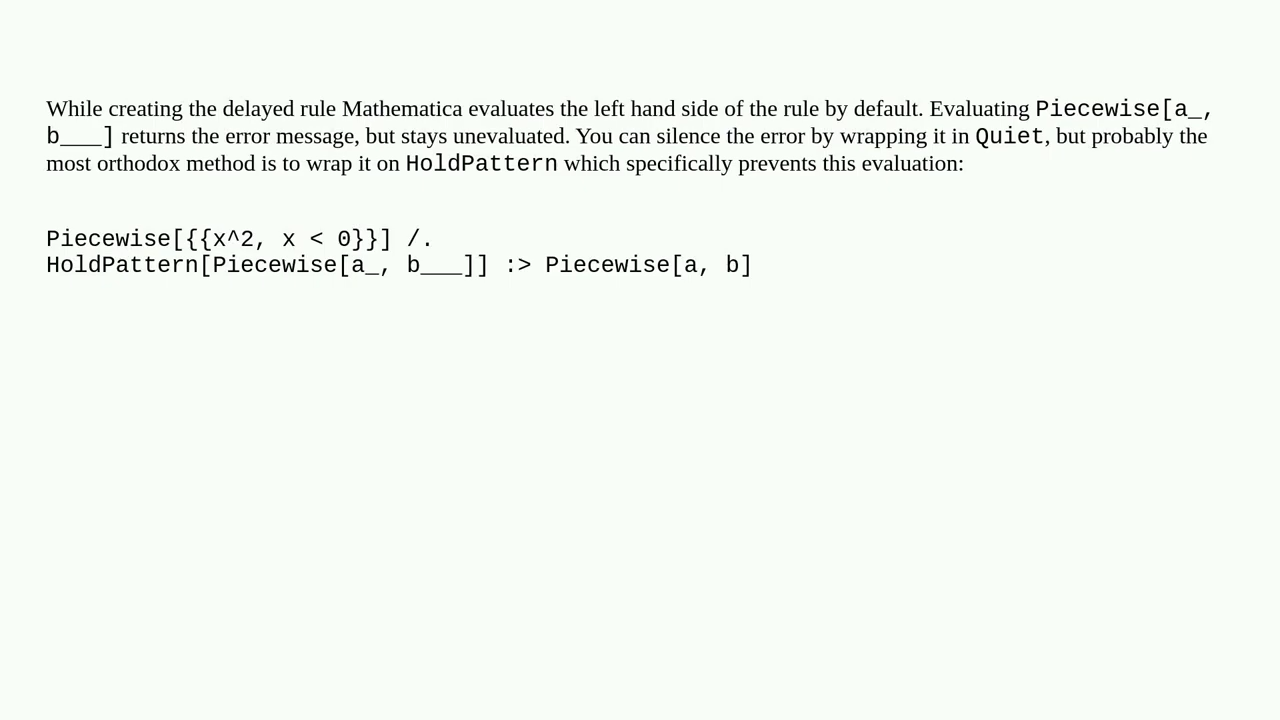 While creating the delayed rule Mathematica evaluates the left hand side of the rule by default. Evaluating Piecewise[a_,
b___] returns the error message, but stays unevaluated. You can silence the error by wrapping it in Quiet, but probably the
most orthodox method is to wrap it on HoldPattern which specifically prevents this evaluation:
Piecewise[{{x^2, x < 0}}] /.
HoldPattern[Piecewise[a_, b___]] :> Piecewise[a, b]